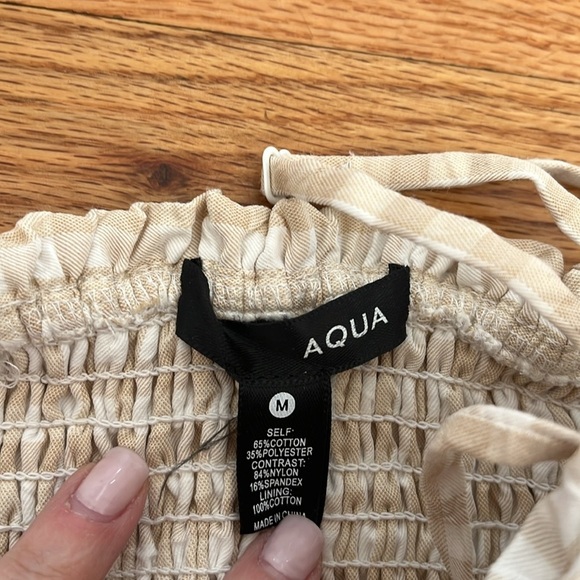 AQUA
M
SELF:
65%COTTON
35%POLYESTER
CONTRAST:
84%NYLON
16%SPANDEX
LINING:
100%COTTON
MADE IN CHINA